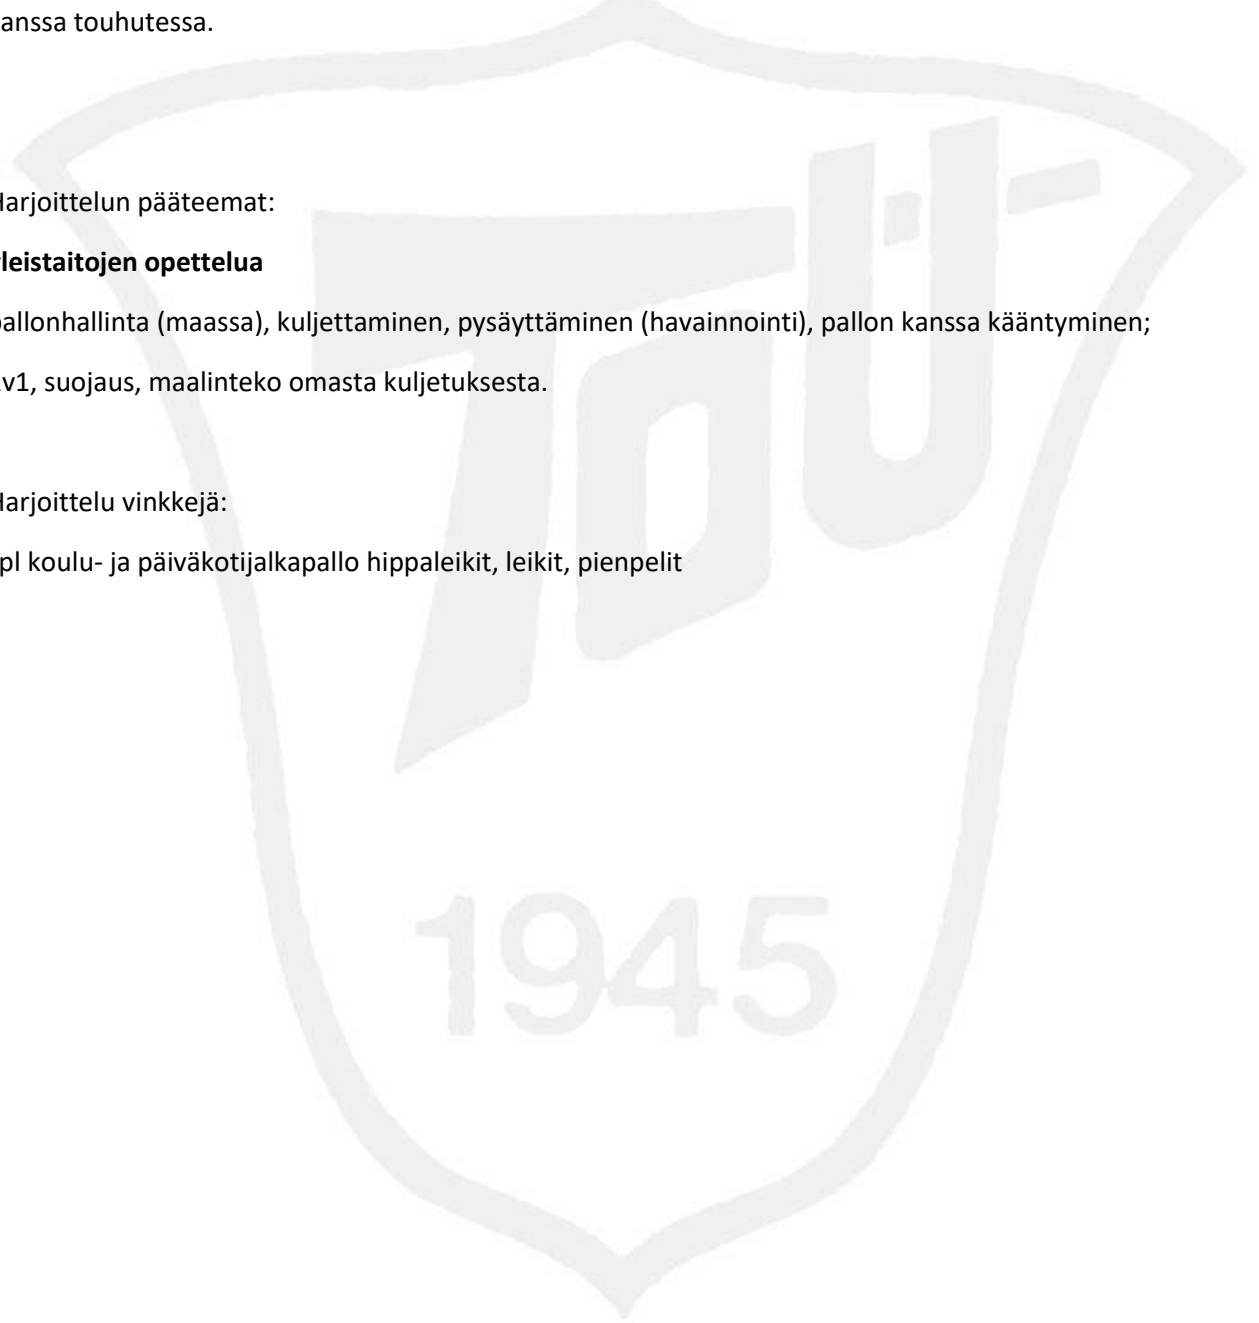 anssa touhutessa.
Harjoittelun pääteemat:
yleistaitojen opettelua
pallonhallinta (maassa), kuljettaminen, pysäyttäminen (havainnointi), pallon kanssa kääntyminen;
1v1, suojaus, maalinteko omasta kuljetuksesta.
Harjoittelu vinkkejä:
pl koulu- ja päiväkotijalkapallo hippaleikit, leikit, pienpelit
TOÜ-
1945